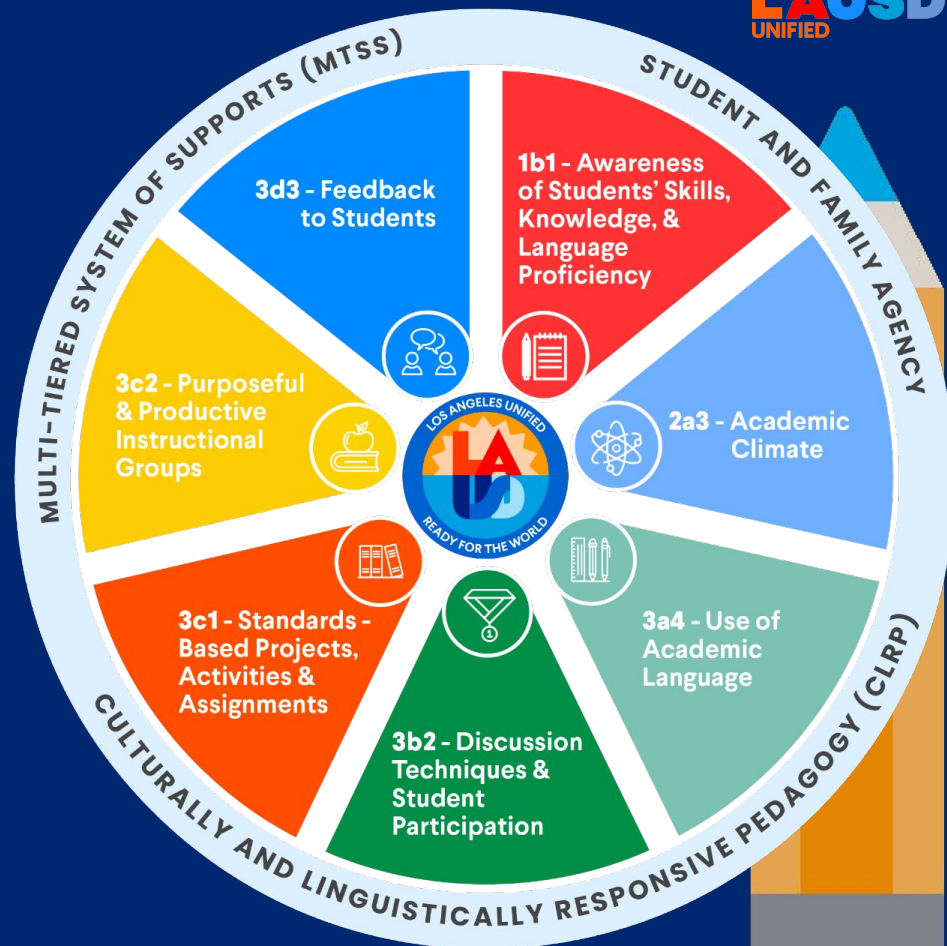 LAUSD
UNIFIED
MULTI-TIERED SYSTEM OF SUPPORTS (MTSS)
STUDENT AND FAMILY AGENCY
3d3 - Feedback
to Students
1b1 - Awareness
of Students' Skills,
Knowledge, &
Language
Proficiency
3c2 - Purposeful
& Productive
Instructional
Groups
2a3 - Academic
Climate
LOS ANGELES UNIFIED
LAUSD
READY FOR THE WORLD
3c1 - Standards -
Based Projects,
Activities &
Assignments
3a4 - Use of
Academic
Language
1
3b2 - Discussion
Techniques &
Student
Participation
CULTURALLY AND LINGUISTICALLY RESPONSIVE PEDAGOGY (CLRP)